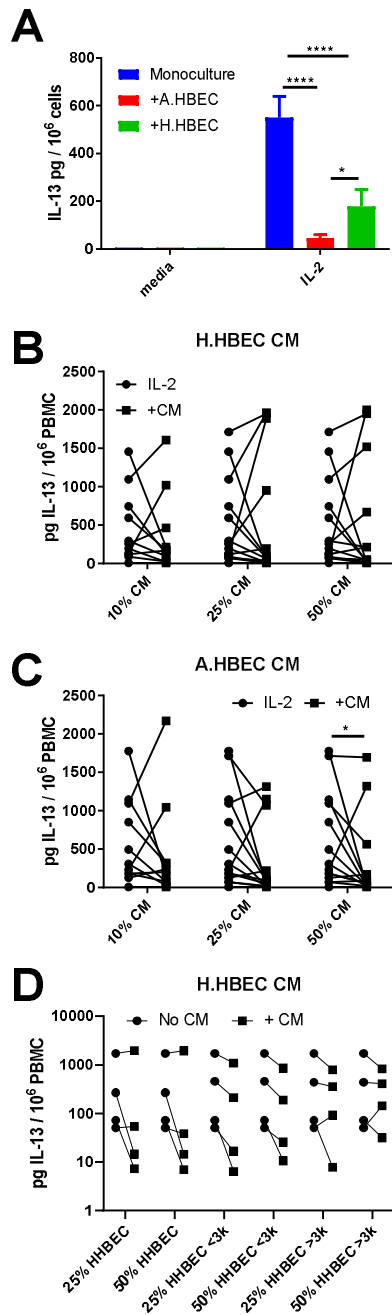 A
IL-13 pg / 10⁶ cells
800
600
400
200
0
Monoculture
+A.HBEC
+H.HBEC
****
****
*
media
IL-2
B
H.HBEC CM
pg IL-13 / 10⁶ PBMC
2500
2000
1500
1000
500
0
IL-2
+CM
10% CM
25% CM
50% CM
C
A.HBEC CM
pg IL-13 / 10⁶ PBMC
2500
2000
1500
1000
500
0
IL-2
+CM
*
10% CM
25% CM
50% CM
D
H.HBEC CM
pg IL-13 / 10⁶ PBMC
10000
1000
100
10
1
No CM
+ CM
25% HHBEC
50% HHBEC
25% HHBEC <3k
50% HHBEC <3k
25% HHBEC >3k
50% HHBEC >3k